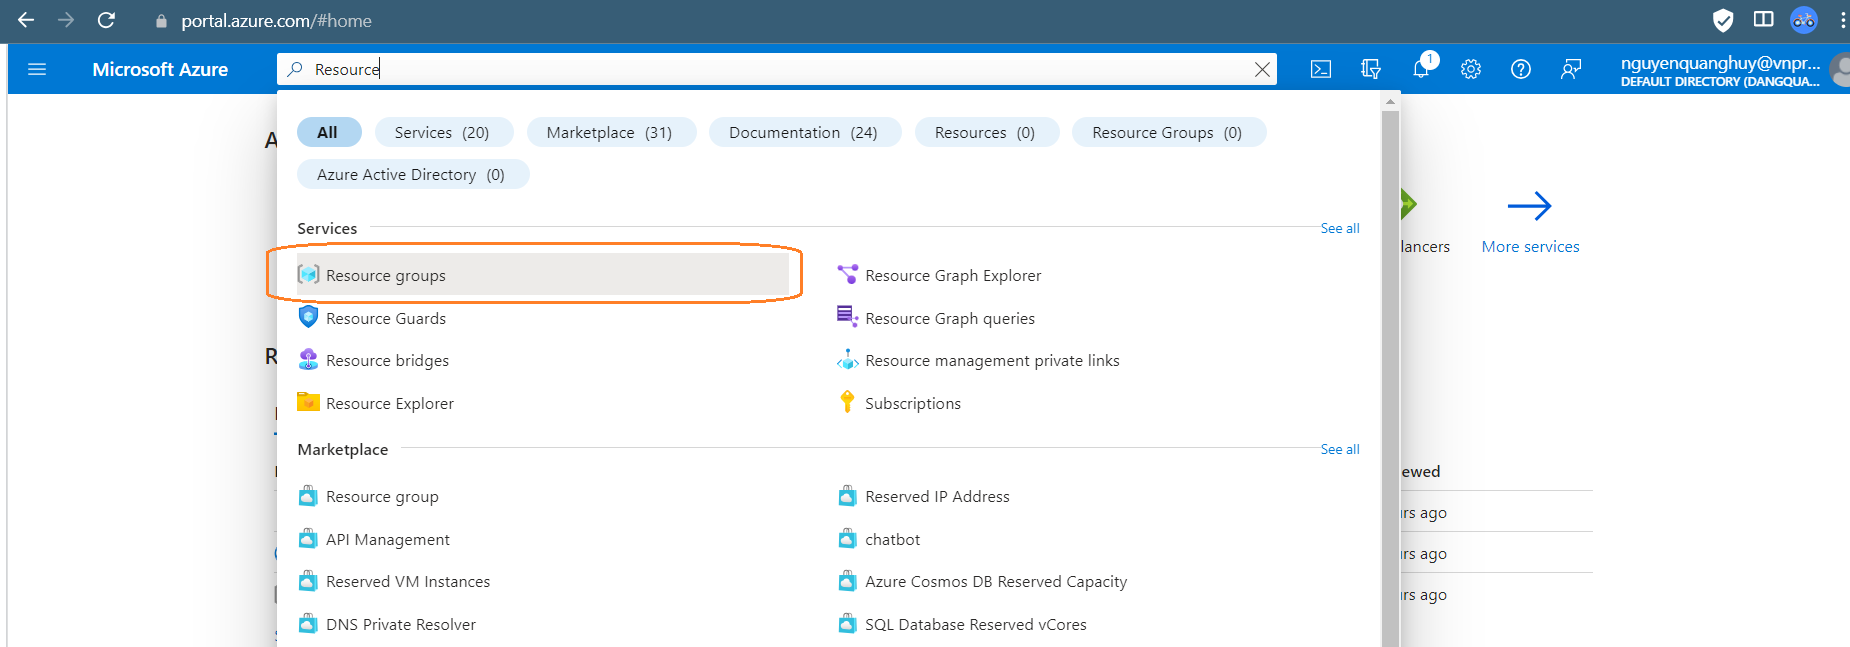 portal.azure.com/#home
Microsoft Azure
Resource
1
nguyenquanghuy@vnpr...
DEFAULT DIRECTORY (DANGQUA...
All
Services (20)
Marketplace (31)
Documentation (24)
Resources (0)
Resource Groups (0)
Azure Active Directory (0)
Services
See all
Resource groups
Resource Graph Explorer
Resource Guards
Resource Graph queries
Resource bridges
Resource management private links
Resource Explorer
Subscriptions
Marketplace
See all
Resource group
Reserved IP Address
API Management
chatbot
Reserved VM Instances
Azure Cosmos DB Reserved Capacity
DNS Private Resolver
SQL Database Reserved vCores
A
R
lancers
More services
ewed
urs ago
urs ago
urs ago